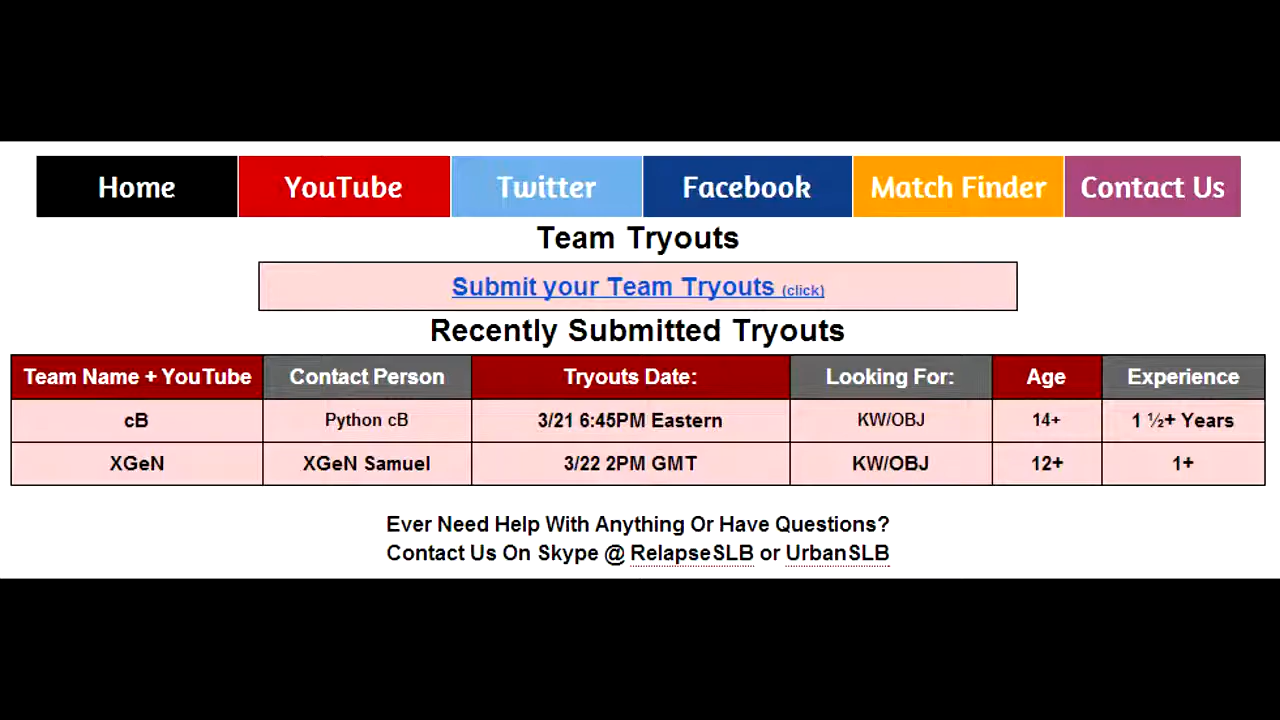 Home YouTube Twitter Facebook Match Finder Contact Us
Team Tryouts
Submit your Team Tryouts (click)
Recently Submitted Tryouts
Team Name + YouTube Contact Person Tryouts Date: Looking For: Age Experience
cB Python cB 3/21 6:45PM Eastern KW/OBJ 14+ 1 ½+ Years
XGeN XGeN Samuel 3/22 2PM GMT KW/OBJ 12+ 1+
Ever Need Help With Anything Or Have Questions?
Contact Us On Skype @ RelapseSLB or UrbanSLB